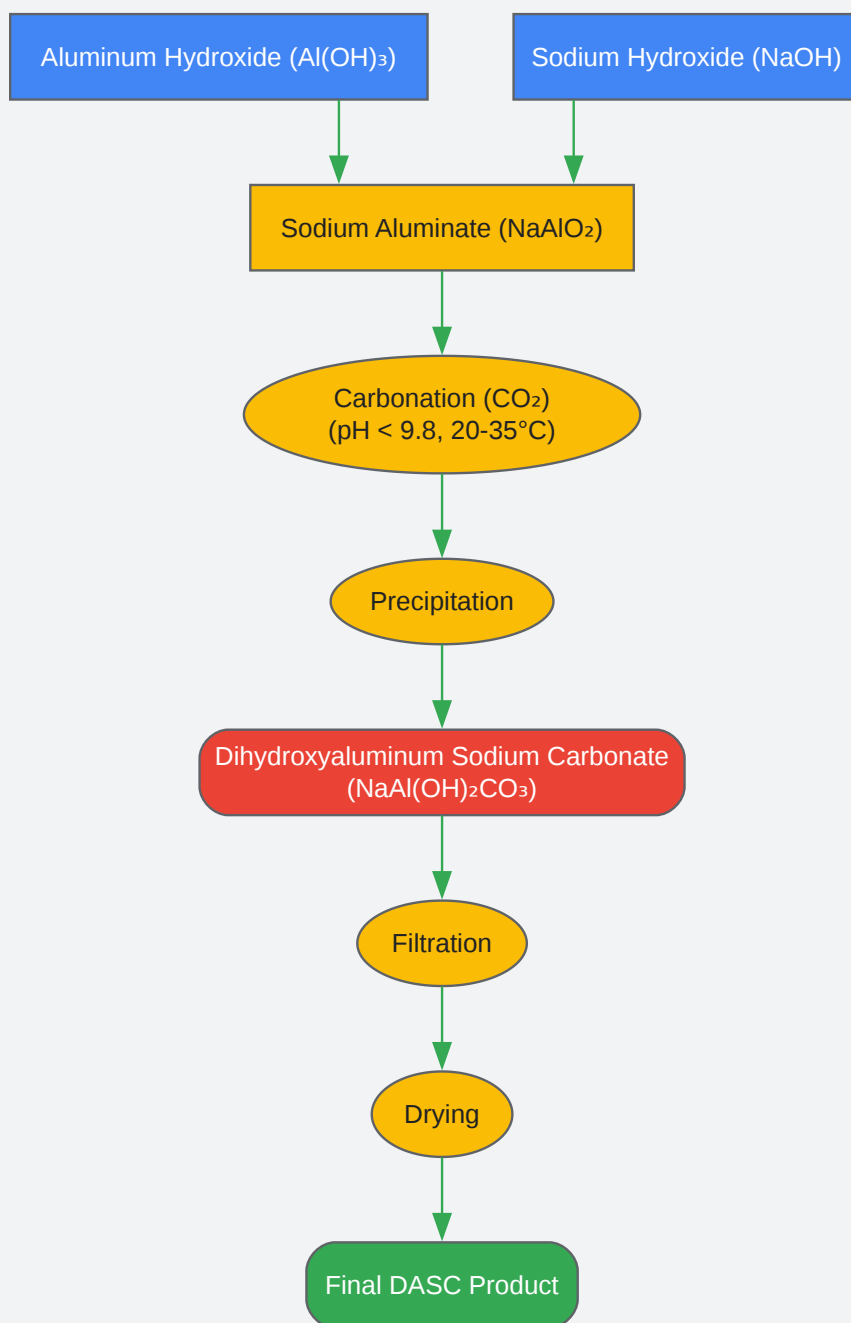 Aluminum Hydroxide (Al(OH)₃)
Sodium Hydroxide (NaOH)
Sodium Aluminate (NaAlO₂)
Carbonation (CO₂)
(pH < 9.8, 20-35°C)
Precipitation
Dihydroxyaluminum Sodium Carbonate
(NaAl(OH)₂CO₃)
Filtration
Drying
Final DASC Product